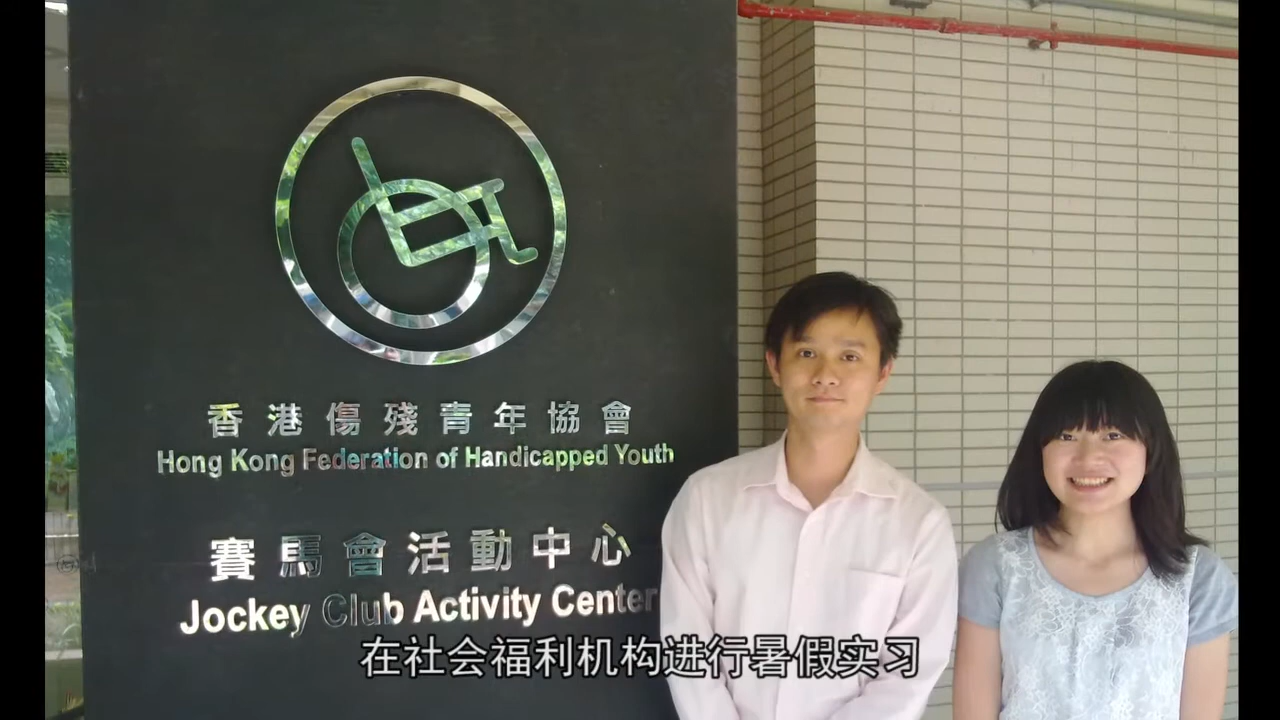 香港傷殘青年協會
Hong Kong Federation of Handicapped Youth
賽馬會活動中心
Jockey Club Activity Center
在社会福利机构进行暑假实习